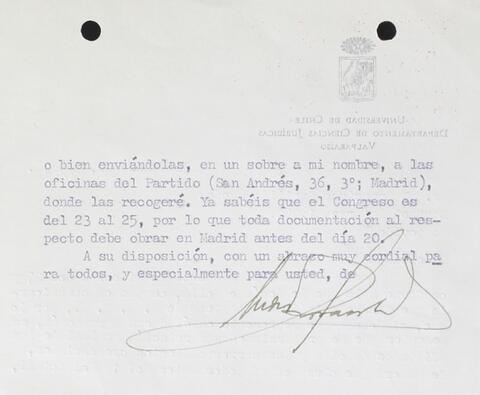 UNIVERSIDAD DE CHILE
DEPARTAMENTO DE CIENCIAS JURÍDICAS
VALPARAÍSO
o bien enviándolas, en un sobre a mi nombre, a las
oficinas del Partido (San Andrés, 36, 3º; Madrid),
donde las recogeré. Ya sabéis que el Congreso es
del 23 al 25, por lo que toda documentación al res-
pecto debe obrar en Madrid antes del día 20.
A su disposición, con un abrazo muy cordial pa
ra todos, y especialmente para usted, de